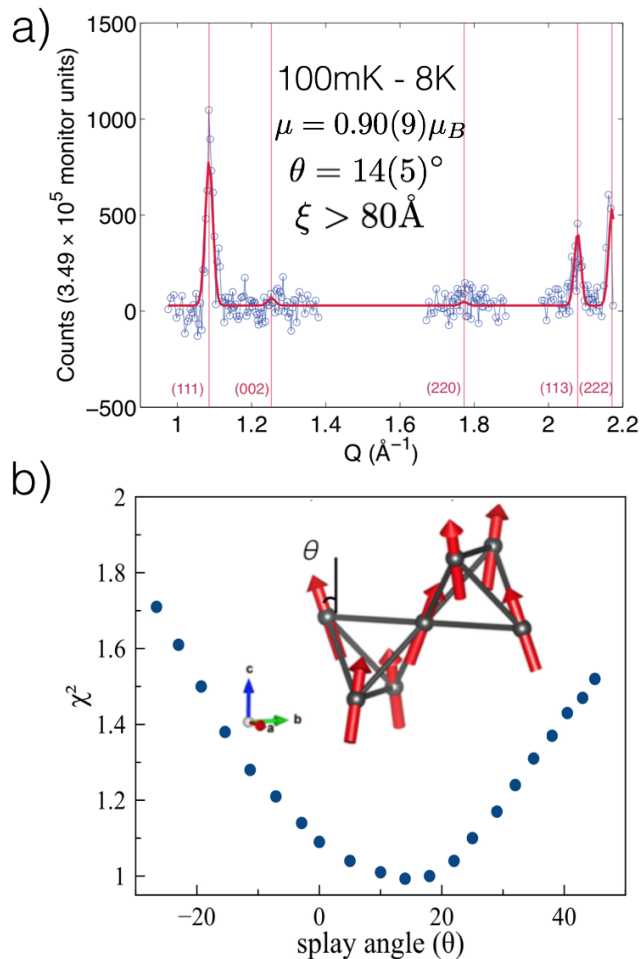 a)
1500
1000
500
0
−500
Counts (3.49 × 10⁵ monitor units)
100mK - 8K
μ = 0.90(9)μ_B
θ = 14(5)°
ξ > 80Å
(111)
(002)
(220)
(113)
(222)
1
1.2
1.4
1.6
1.8
2
2.2
Q (Å⁻¹)
b)
2
1.8
1.6
1.4
1.2
1
χ²
θ
c
b
a
−20
0
20
40
splay angle (θ)